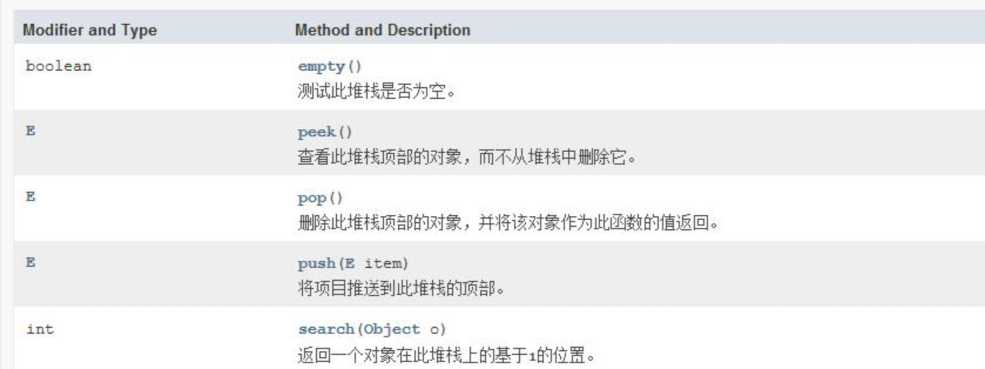 Modifier and Type Method and Description
boolean empty()
测试此堆栈是否为空。
E peek()
查看此堆栈顶部的对象，而不从堆栈中删除它。
E pop()
删除此堆栈顶部的对象，并将该对象作为此函数的值返回。
E push(E item)
将项目推送到此堆栈的顶部。
int search(Object o)
返回一个对象在此堆栈上的基于1的位置。